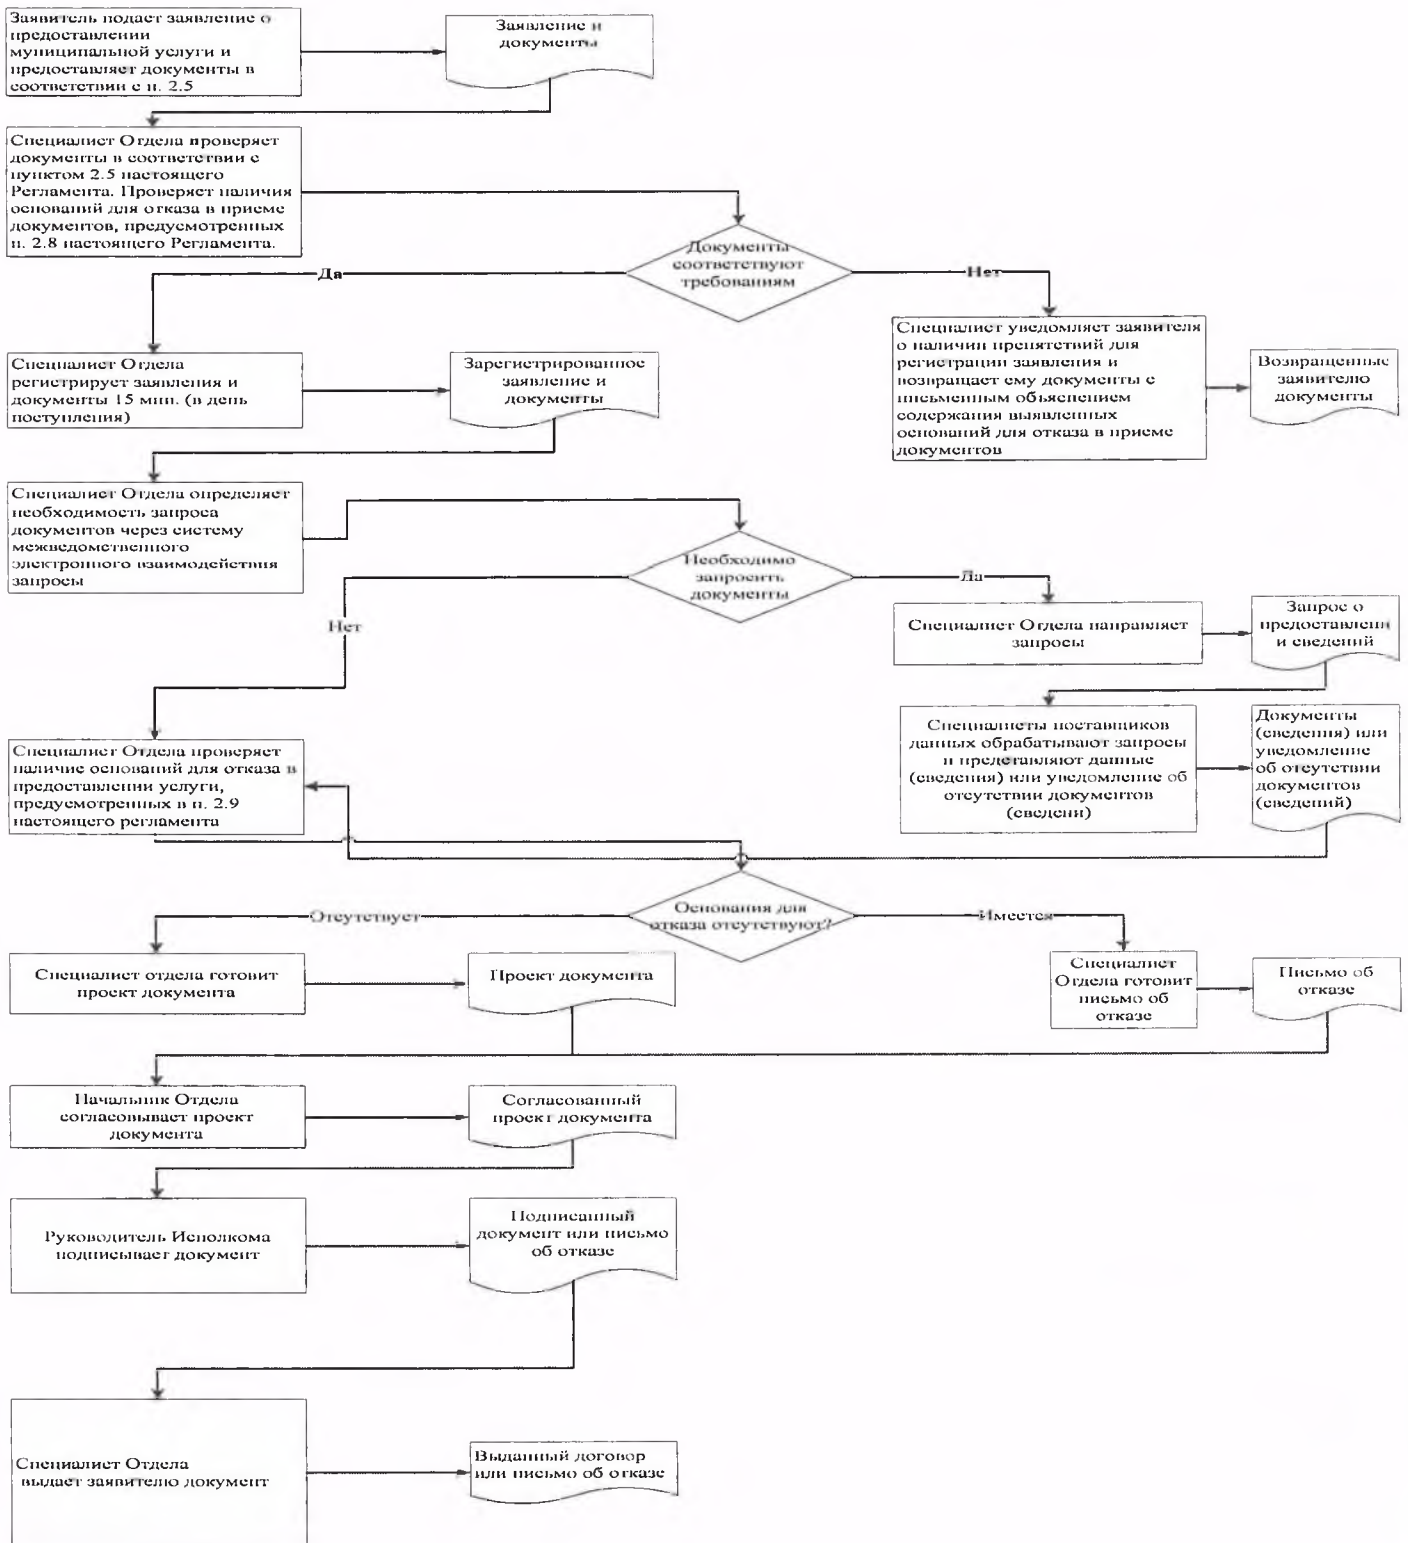 Заявитель подает заявление о
предоставлении
муниципальной услуги и
предоставляет документы в
соответствии с п. 2.5
Заявление и
документы
Специалист Отдела проверяет
документы в соответствии с
пунктом 2.5 настоящего
Регламента. Проверяет наличия
оснований для отказа в приеме
документов, предусмотренных
п. 2.8 настоящего Регламента.
Документы
соответствуют
требованиям
Да
Нет
Специалист Отдела
регистрирует заявления и
документы 15 мин. (в день
поступления)
Зарегистрированное
заявление и
документы
Специалист уведомляет заявителя
о наличии препятствий для
регистрации заявления и
возвращает ему документы с
письменным объяснением
содержания выявленных
оснований для отказа в приеме
документов
Возвращенные
заявителю
документы
Специалист Отдела определяет
необходимость запроса
документов через систему
межведомственного
электронного взаимодействия
запросы
Необходимо
запросить
документы
Да
Нет
Специалист Отдела направляет
запросы
Запрос о
предоставлени
и сведений
Специалисты поставщиков
данных обрабатывают запросы
и представляют данные
(сведения) или уведомление об
отсутствии документов
(сведени)
Документы
(сведения) или
уведомление
об отсутствии
документов
(сведений)
Специалист Отдела проверяет
наличие оснований для отказа в
предоставлении услуги,
предусмотренных в п. 2.9
настоящего регламента
Основания для
отказа отсутствуют?
Отсутствует
Имеется
Специалист отдела готовит
проект документа
Проект документа
Специалист
Отдела готовит
письмо об
отказе
Письмо об
отказе
Начальник Отдела
согласовывает проект
документа
Согласованный
проект документа
Руководитель Исполкома
подписывает документ
Подписанный
документ или письмо
об отказе
Специалист Отдела
выдает заявителю документ
Выданный договор
или письмо об отказе